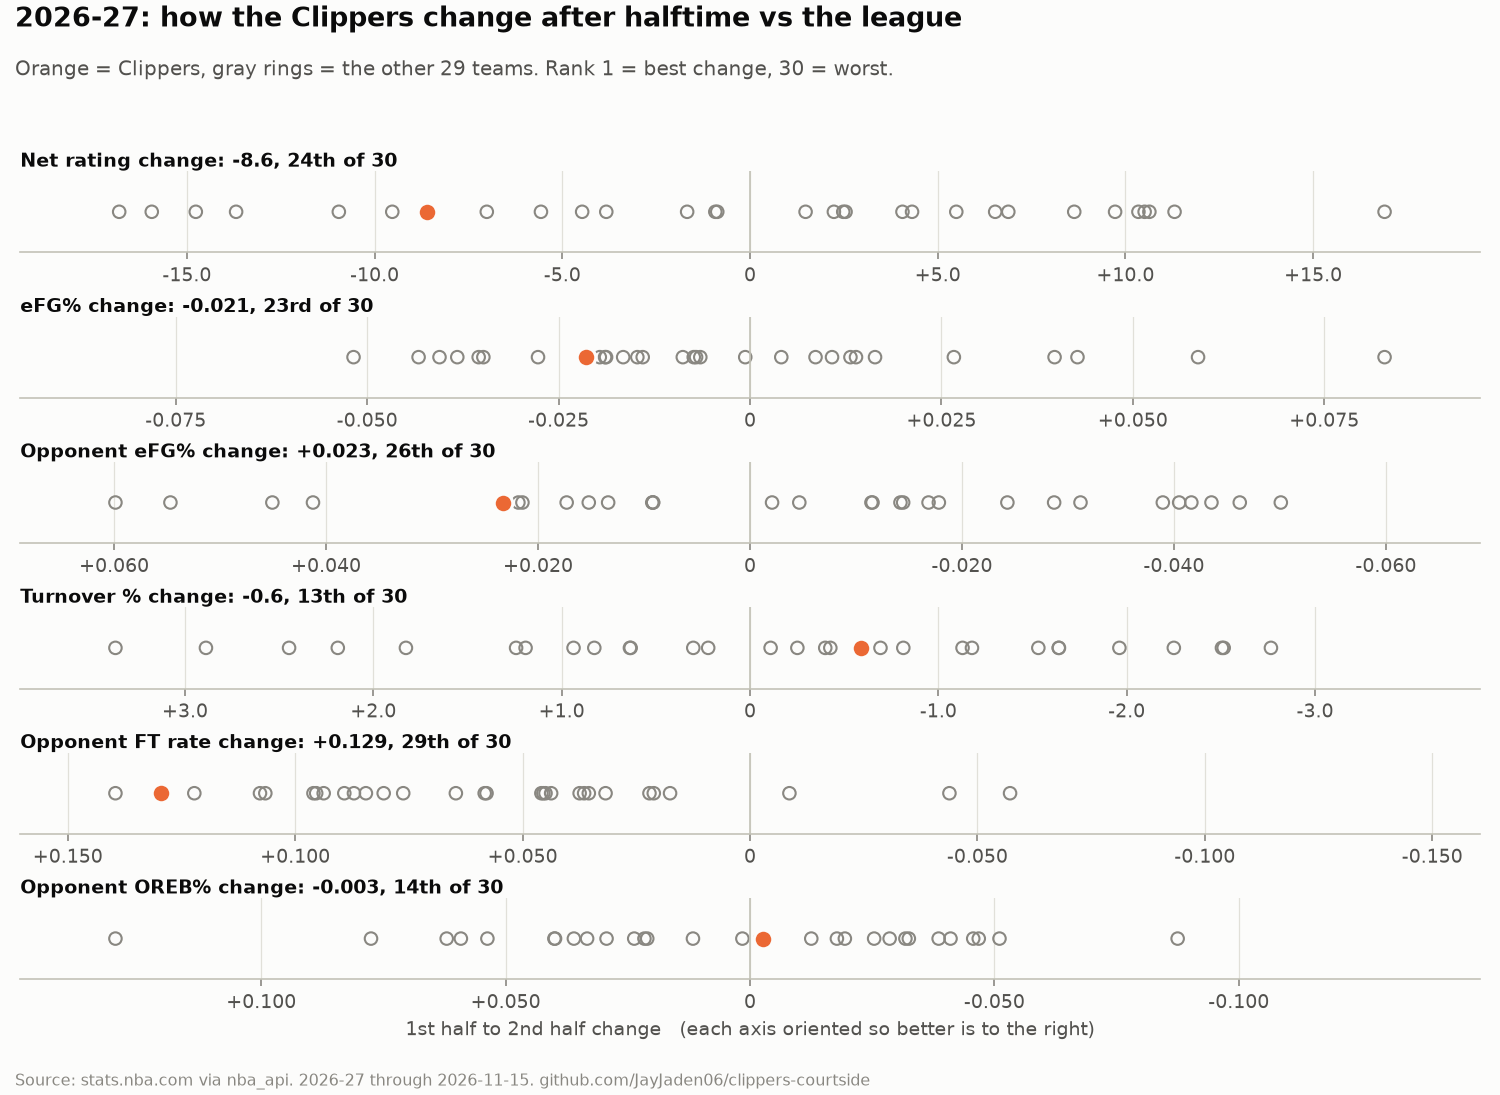 2026-27: how the Clippers change after halftime vs the league
Orange = Clippers, gray rings = the other 29 teams. Rank 1 = best change, 30 = worst.
Net rating change: -8.6, 24th of 30
-15.0 -10.0 -5.0 0 +5.0 +10.0 +15.0
eFG% change: -0.021, 23rd of 30
-0.075 -0.050 -0.025 0 +0.025 +0.050 +0.075
Opponent eFG% change: +0.023, 26th of 30
+0.060 +0.040 +0.020 0 -0.020 -0.040 -0.060
Turnover % change: -0.6, 13th of 30
+3.0 +2.0 +1.0 0 -1.0 -2.0 -3.0
Opponent FT rate change: +0.129, 29th of 30
+0.150 +0.100 +0.050 0 -0.050 -0.100 -0.150
Opponent OREB% change: -0.003, 14th of 30
+0.100 +0.050 0 -0.050 -0.100
1st half to 2nd half change (each axis oriented so better is to the right)
Source: stats.nba.com via nba_api. 2026-27 through 2026-11-15. github.com/JayJaden06/clippers-courtside